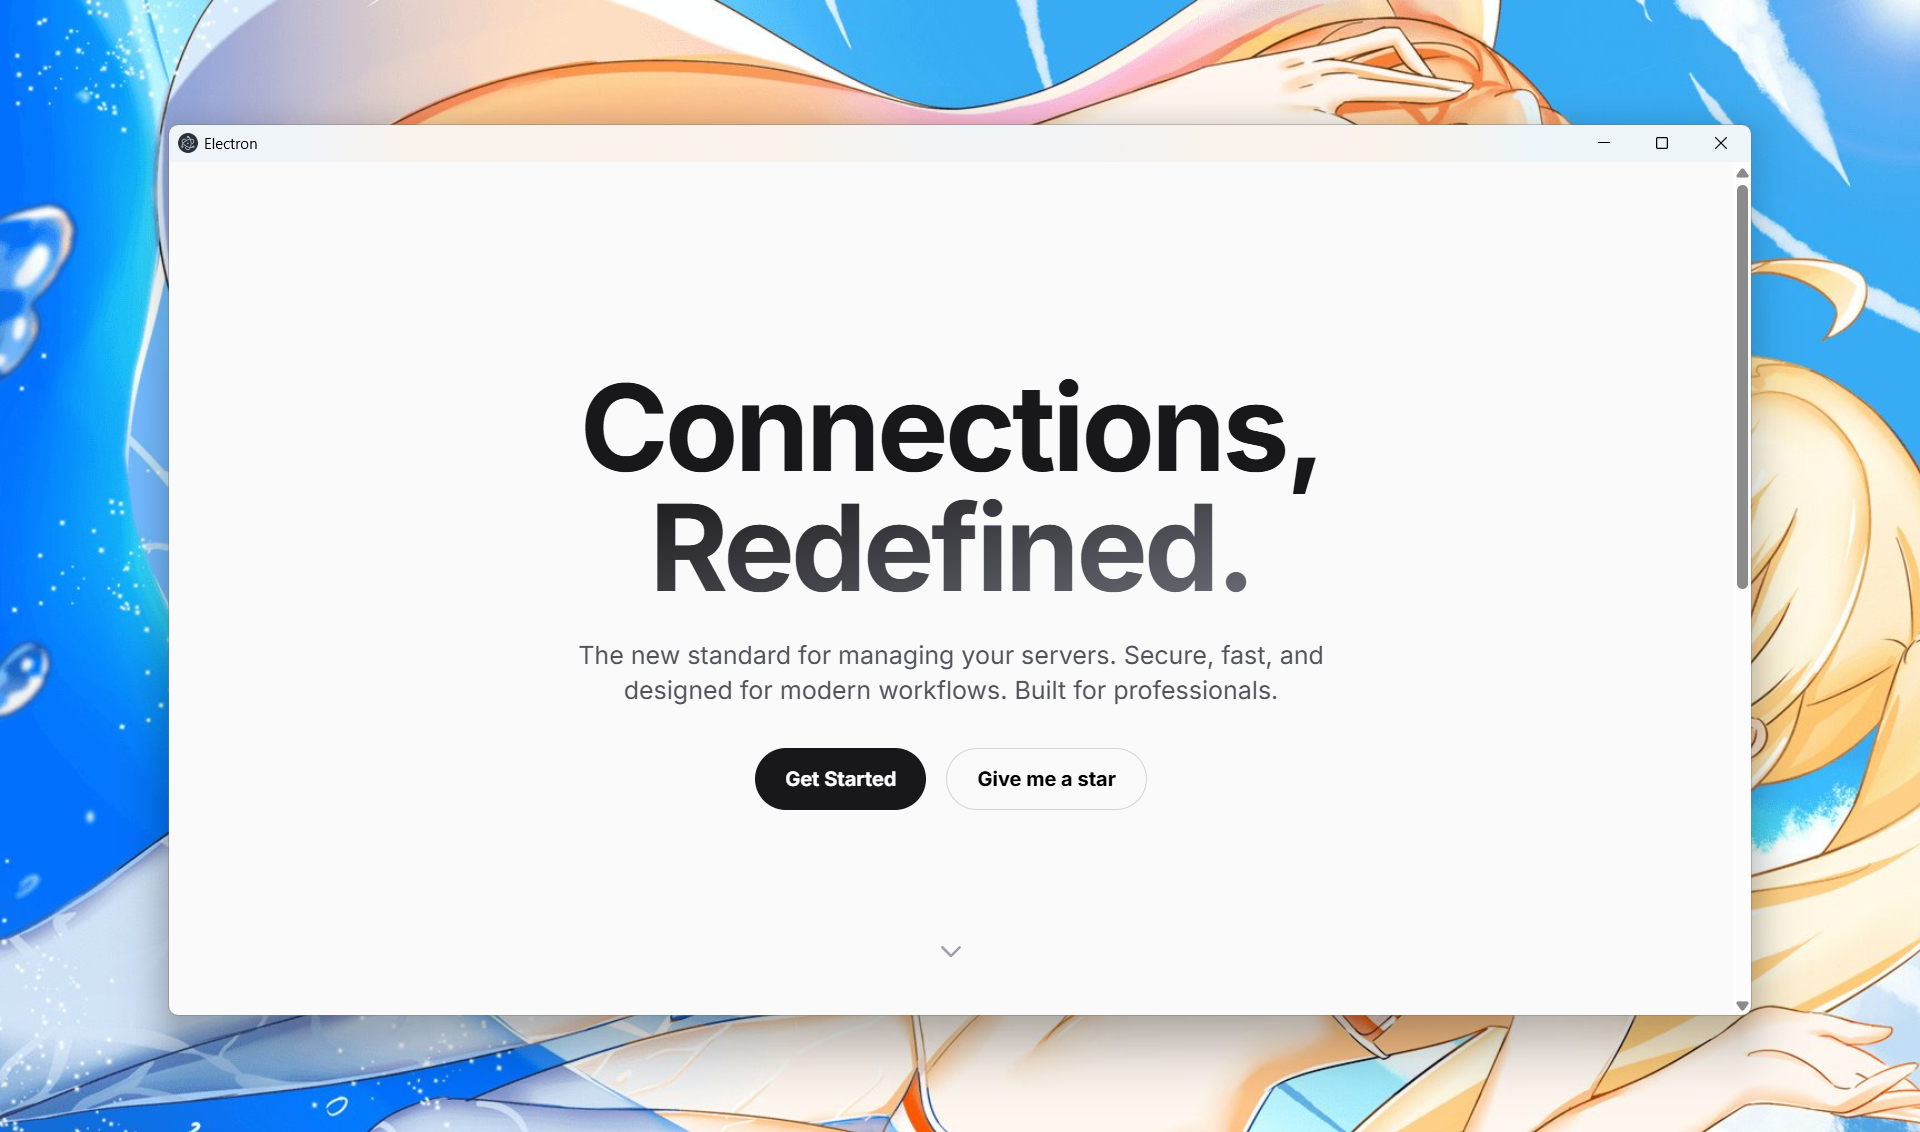 Electron
Connections,
Redefined.
The new standard for managing your servers. Secure, fast, and
designed for modern workflows. Built for professionals.
Get Started
Give me a star